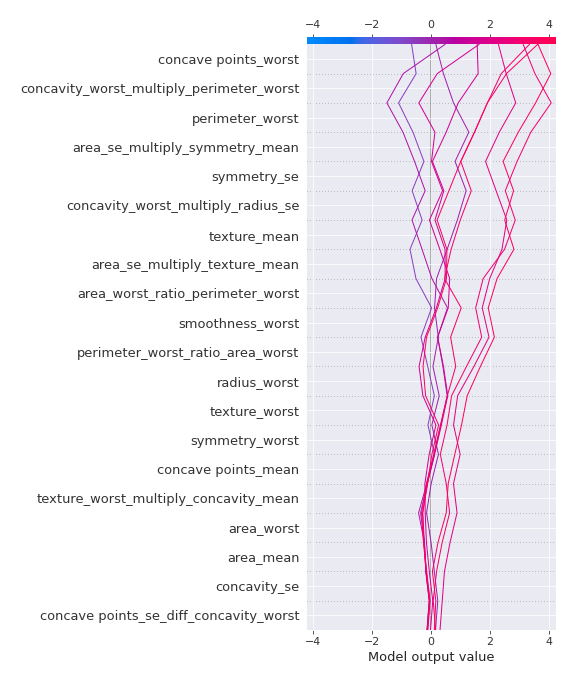 −4 −2 0 2 4
concave points_worst
concavity_worst_multiply_perimeter_worst
perimeter_worst
area_se_multiply_symmetry_mean
symmetry_se
concavity_worst_multiply_radius_se
texture_mean
area_se_multiply_texture_mean
area_worst_ratio_perimeter_worst
smoothness_worst
perimeter_worst_ratio_area_worst
radius_worst
texture_worst
symmetry_worst
concave points_mean
texture_worst_multiply_concavity_mean
area_worst
area_mean
concavity_se
concave points_se_diff_concavity_worst
−4 −2 0 2 4
Model output value